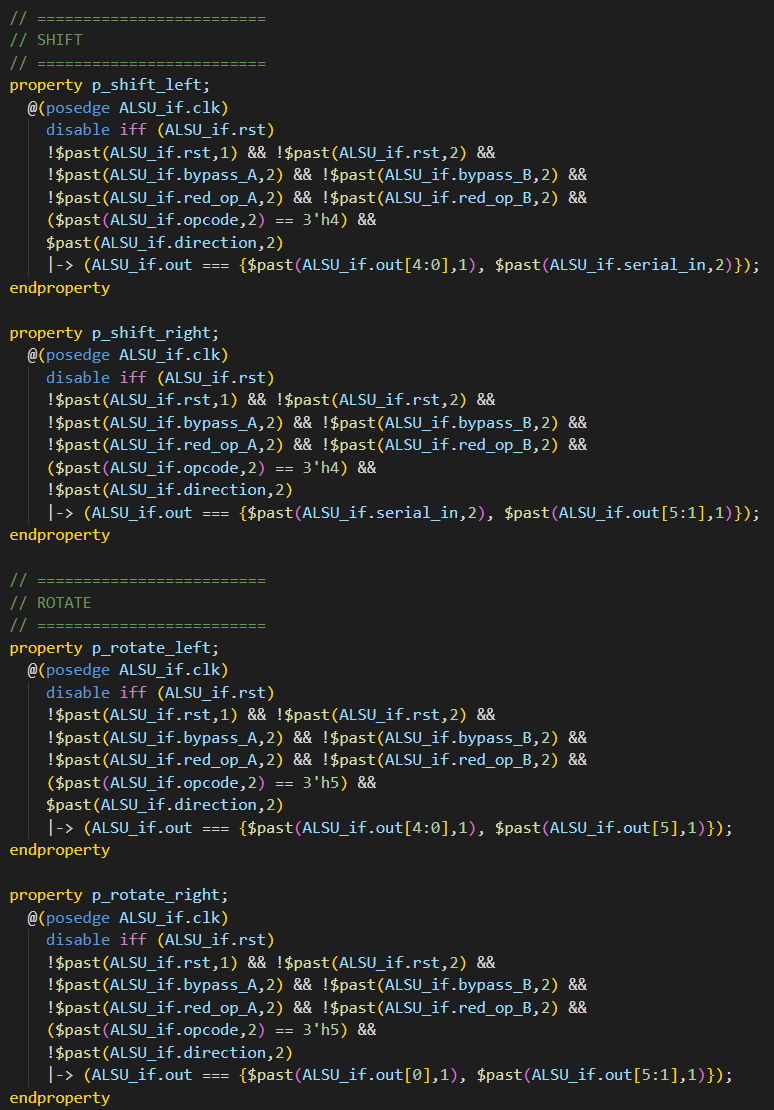 // =========================
// SHIFT
// =========================
property p_shift_left;
  @(posedge ALSU_if.clk)
    disable iff (ALSU_if.rst)
    !$past(ALSU_if.rst,1) && !$past(ALSU_if.rst,2) &&
    !$past(ALSU_if.bypass_A,2) && !$past(ALSU_if.bypass_B,2) &&
    !$past(ALSU_if.red_op_A,2) && !$past(ALSU_if.red_op_B,2) &&
    ($past(ALSU_if.opcode,2) == 3'h4) &&
    $past(ALSU_if.direction,2)
    |-> (ALSU_if.out === {$past(ALSU_if.out[4:0],1), $past(ALSU_if.serial_in,2)});
endproperty

property p_shift_right;
  @(posedge ALSU_if.clk)
    disable iff (ALSU_if.rst)
    !$past(ALSU_if.rst,1) && !$past(ALSU_if.rst,2) &&
    !$past(ALSU_if.bypass_A,2) && !$past(ALSU_if.bypass_B,2) &&
    !$past(ALSU_if.red_op_A,2) && !$past(ALSU_if.red_op_B,2) &&
    ($past(ALSU_if.opcode,2) == 3'h4) &&
    !$past(ALSU_if.direction,2)
    |-> (ALSU_if.out === {$past(ALSU_if.serial_in,2), $past(ALSU_if.out[5:1],1)});
endproperty

// =========================
// ROTATE
// =========================
property p_rotate_left;
  @(posedge ALSU_if.clk)
    disable iff (ALSU_if.rst)
    !$past(ALSU_if.rst,1) && !$past(ALSU_if.rst,2) &&
    !$past(ALSU_if.bypass_A,2) && !$past(ALSU_if.bypass_B,2) &&
    !$past(ALSU_if.red_op_A,2) && !$past(ALSU_if.red_op_B,2) &&
    ($past(ALSU_if.opcode,2) == 3'h5) &&
    $past(ALSU_if.direction,2)
    |-> (ALSU_if.out === {$past(ALSU_if.out[4:0],1), $past(ALSU_if.out[5],1)});
endproperty

property p_rotate_right;
  @(posedge ALSU_if.clk)
    disable iff (ALSU_if.rst)
    !$past(ALSU_if.rst,1) && !$past(ALSU_if.rst,2) &&
    !$past(ALSU_if.bypass_A,2) && !$past(ALSU_if.bypass_B,2) &&
    !$past(ALSU_if.red_op_A,2) && !$past(ALSU_if.red_op_B,2) &&
    ($past(ALSU_if.opcode,2) == 3'h5) &&
    !$past(ALSU_if.direction,2)
    |-> (ALSU_if.out === {$past(ALSU_if.out[0],1), $past(ALSU_if.out[5:1],1)});
endproperty